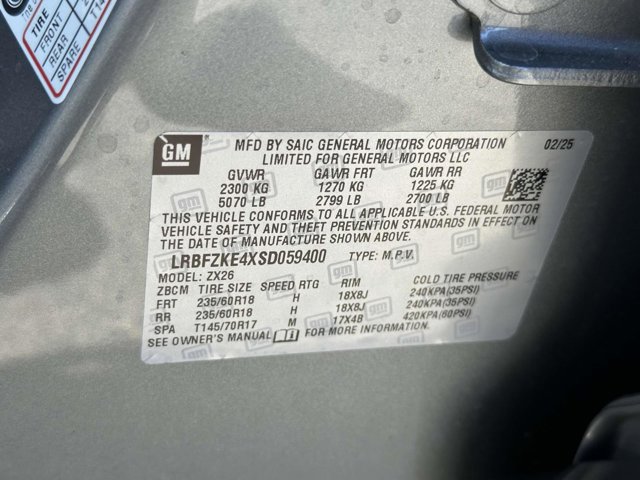 TIRE
FRONT
REAR
SPARE
GM
MFD BY SAIC GENERAL MOTORS CORPORATION 02/25
LIMITED FOR GENERAL MOTORS LLC
GVWR GAWR FRT GAWR RR
2300 KG 1270 KG 1225 KG
5070 LB 2799 LB 2700 LB
THIS VEHICLE CONFORMS TO ALL APPLICABLE U.S. FEDERAL MOTOR
VEHICLE SAFETY AND THEFT PREVENTION STANDARDS IN EFFECT ON
THE DATE OF MANUFACTURE SHOWN ABOVE.
LRBFZKE4XSD059400 TYPE: M.P.V.
MODEL: ZX26
ZBCM TIRE SIZE SPEED RTG RIM COLD TIRE PRESSURE
FRT 235/60R18 H 18X8J 240KPA(35PSI)
RR 235/60R18 H 18X8J 240KPA(35PSI)
SPA T145/70R17 M 17X4B 420KPA(60PSI)
SEE OWNER'S MANUAL FOR MORE INFORMATION.